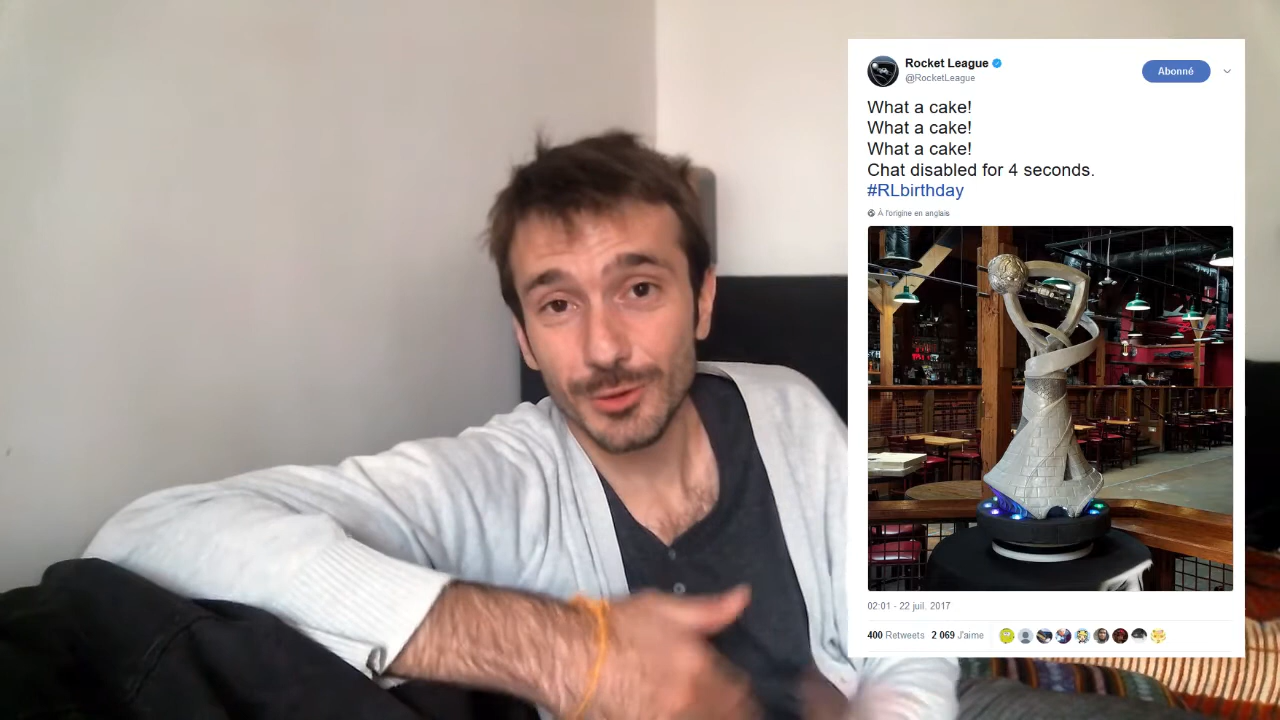 Rocket League
@RocketLeague
Abonné
What a cake!
What a cake!
What a cake!
Chat disabled for 4 seconds.
#RLbirthday
À l'origine en anglais
02:01 - 22 juil. 2017
400 Retweets 2 069 J'aime